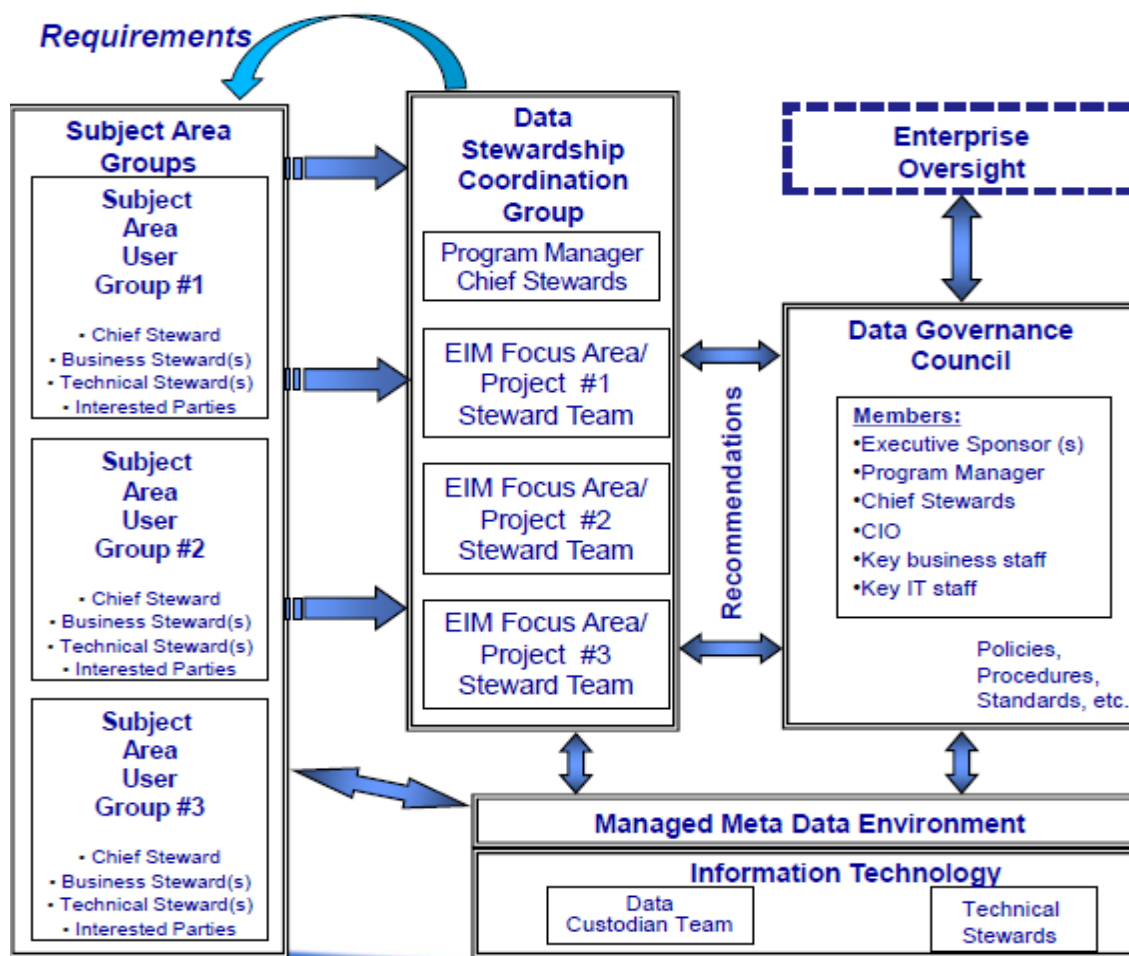 Requirements
Subject Area
Groups
Subject
Area
User
Group #1
• Chief Steward
• Business Steward(s)
• Technical Steward(s)
• Interested Parties
Subject
Area
User
Group #2
• Chief Steward
• Business Steward(s)
• Technical Steward(s)
• Interested Parties
Subject
Area
User
Group #3
• Chief Steward
• Business Steward(s)
• Technical Steward(s)
• Interested Parties
Data
Stewardship
Coordination
Group
Program Manager
Chief Stewards
EIM Focus Area/
Project #1
Steward Team
EIM Focus Area/
Project #2
Steward Team
EIM Focus Area/
Project #3
Steward Team
Recommendations
Enterprise
Oversight
Data Governance
Council
Members:
•Executive Sponsor (s)
•Program Manager
•Chief Stewards
•CIO
•Key business staff
•Key IT staff
Policies,
Procedures,
Standards, etc.
Managed Meta Data Environment
Information Technology
Data
Custodian Team
Technical
Stewards